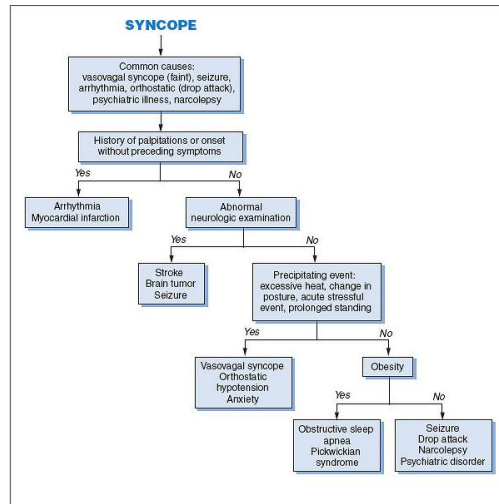 SYNCOPE
Common causes:
vasovagal syncope (faint), seizure,
arrhythmia, orthostatic (drop attack),
psychiatric illness, narcolepsy
History of palpitations or onset
without preceding symptoms
Yes
No
Arrhythmia
Myocardial infarction
Abnormal
neurologic examination
Yes
No
Stroke
Brain tumor
Seizure
Precipitating event:
excessive heat, change in
posture, acute stressful
event, prolonged standing
Yes
No
Vasovagal syncope
Orthostatic
hypotension
Anxiety
Obesity
Yes
No
Obstructive sleep
apnea
Pickwickian
syndrome
Seizure
Drop attack
Narcolepsy
Psychiatric disorder